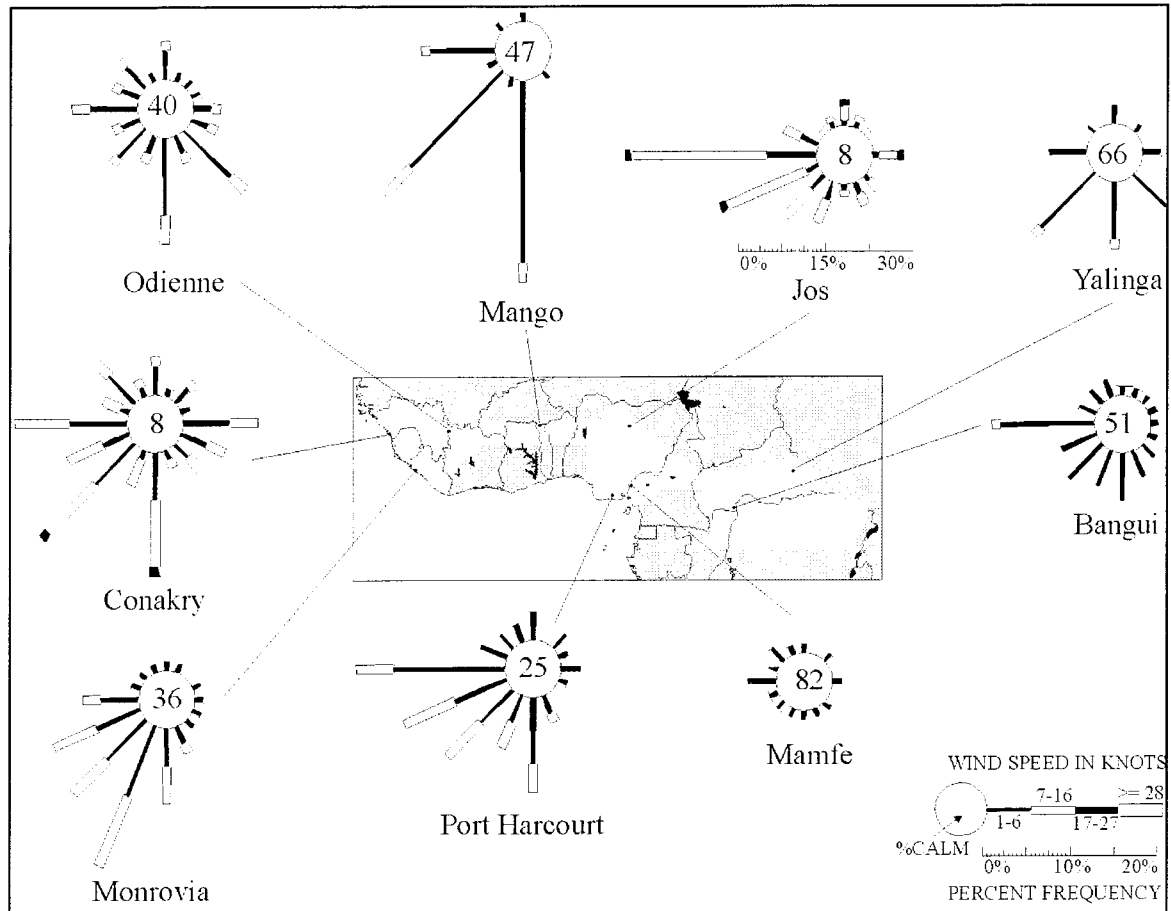 40
Odienne
47
Mango
8
0% 15% 30%
Jos
66
Yalinga
8
Conakry
51
Bangui
36
Monrovia
25
Port Harcourt
82
Mamfe
WIND SPEED IN KNOTS
7-16 >= 28
1-6 17-27
%CALM
0% 10% 20%
PERCENT FREQUENCY